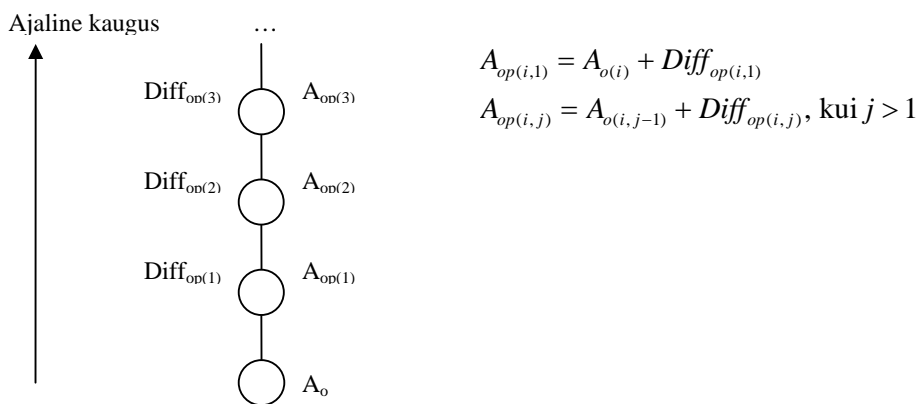 Ajaline kaugus
…
Diff_op(3) A_op(3)
Diff_op(2) A_op(2)
Diff_op(1) A_op(1)
A_o
A_op(i,1) = A_o(i) + Diff_op(i,1)
A_op(i,j) = A_o(i,j−1) + Diff_op(i,j), kui j > 1